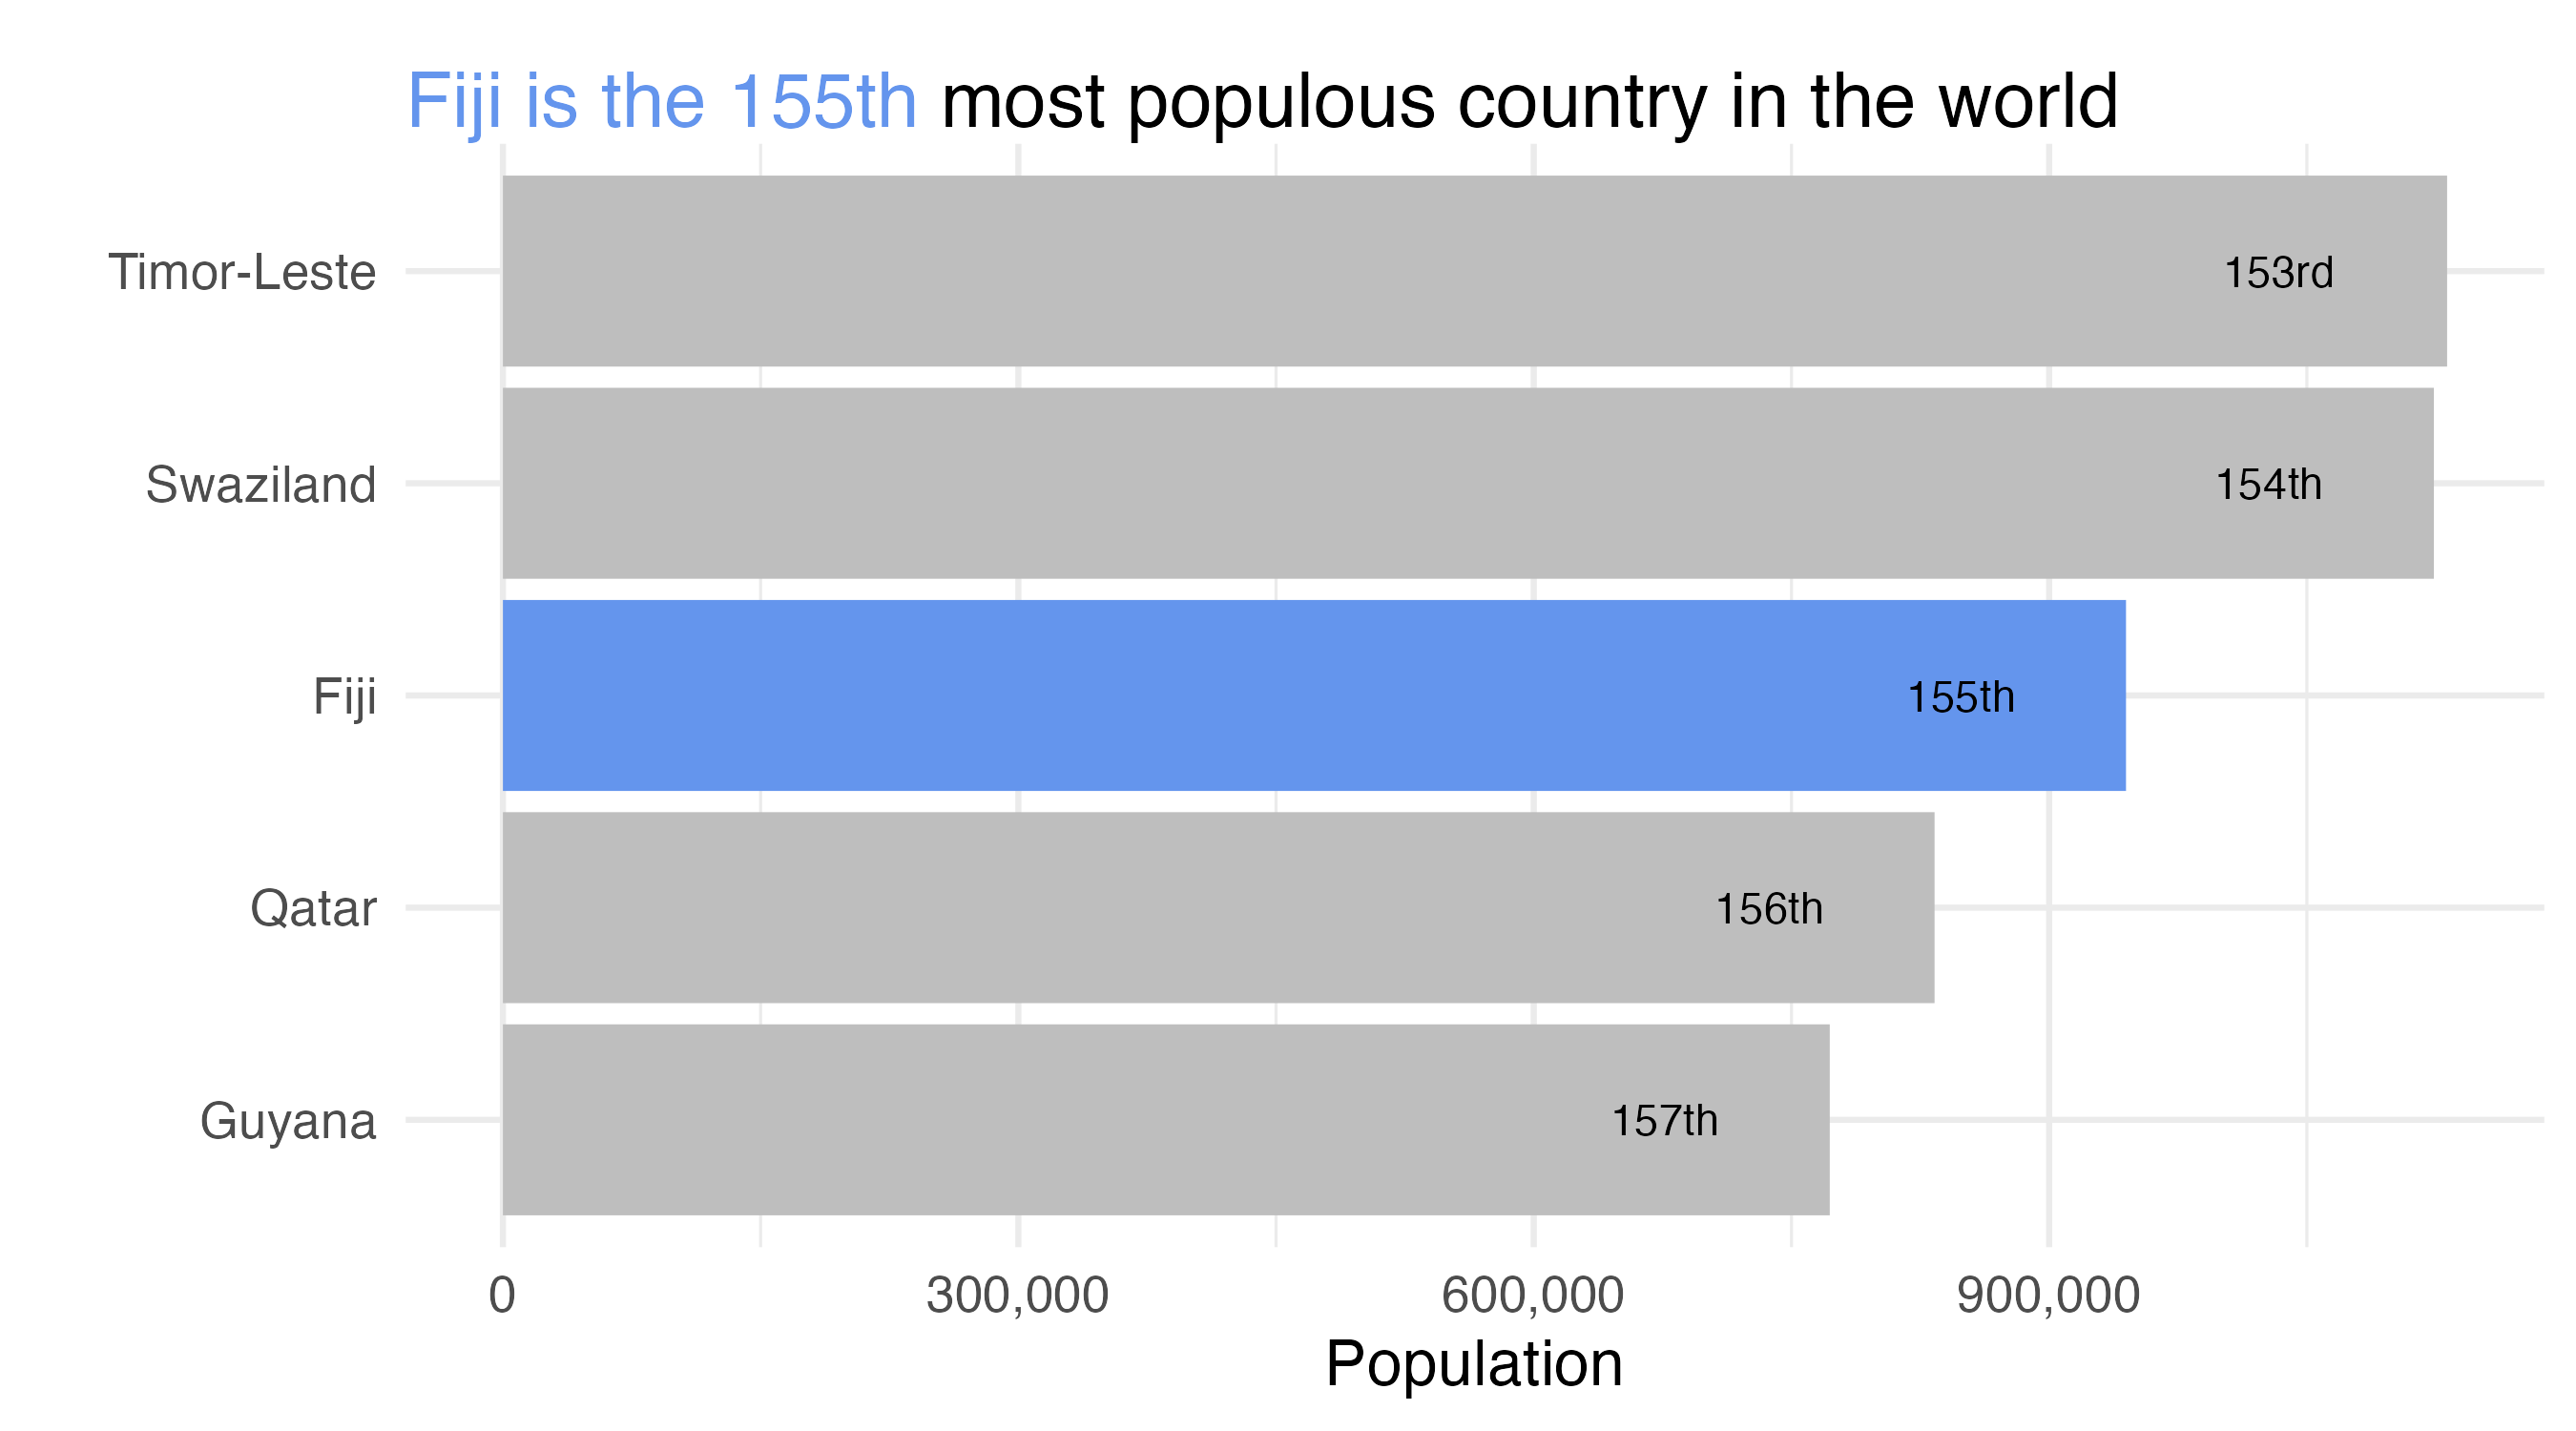 Fiji is the 155th most populous country in the world
Timor-Leste 153rd
Swaziland 154th
Fiji 155th
Qatar 156th
Guyana 157th
0 300,000 600,000 900,000
Population